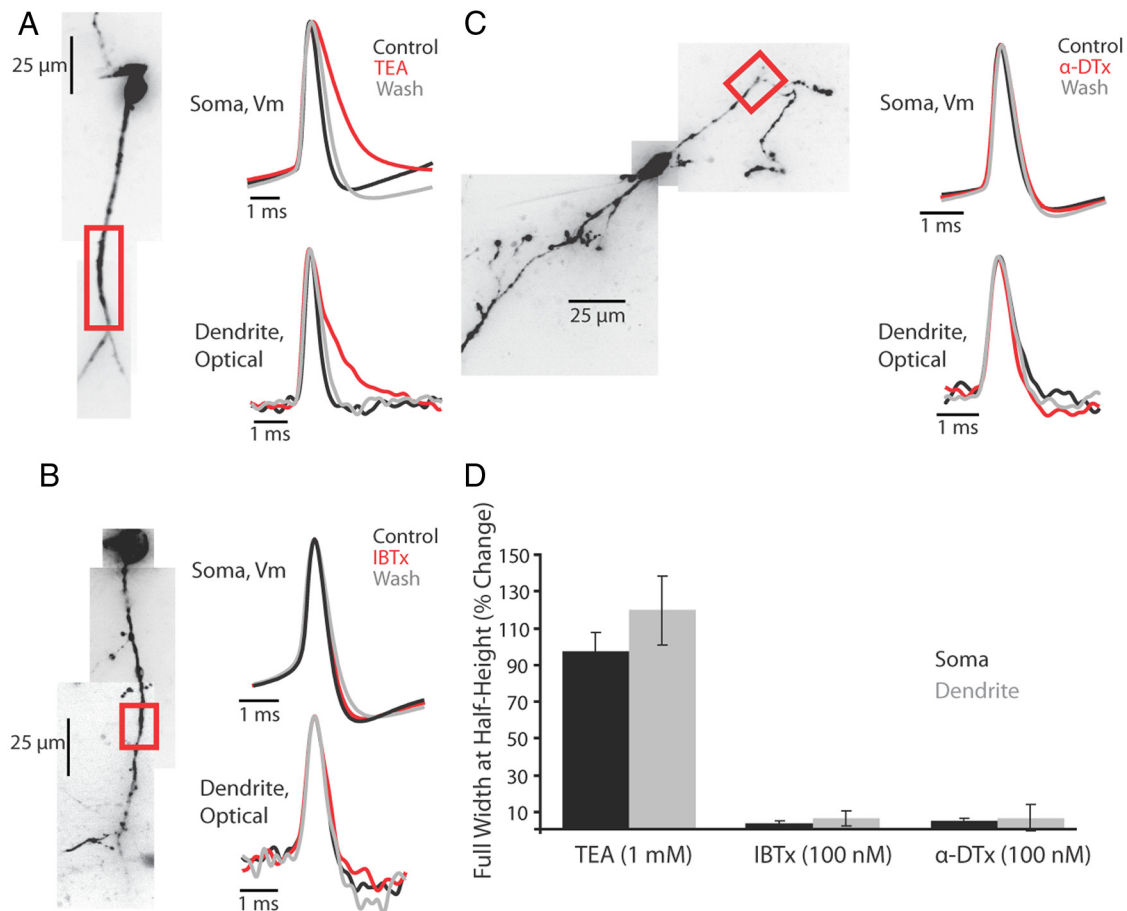 A
25 µm
Control
TEA
Wash
Soma, Vm
1 ms
Dendrite,
Optical
1 ms
C
Control
α-DTx
Wash
Soma, Vm
1 ms
25 µm
Dendrite,
Optical
1 ms
B
Control
IBTx
Wash
Soma, Vm
1 ms
25 µm
Dendrite,
Optical
1 ms
D
Full Width at Half-Height (% Change)
150
130
110
90
70
50
30
10
Soma
Dendrite
TEA (1 mM)
IBTx (100 nM)
α-DTx (100 nM)